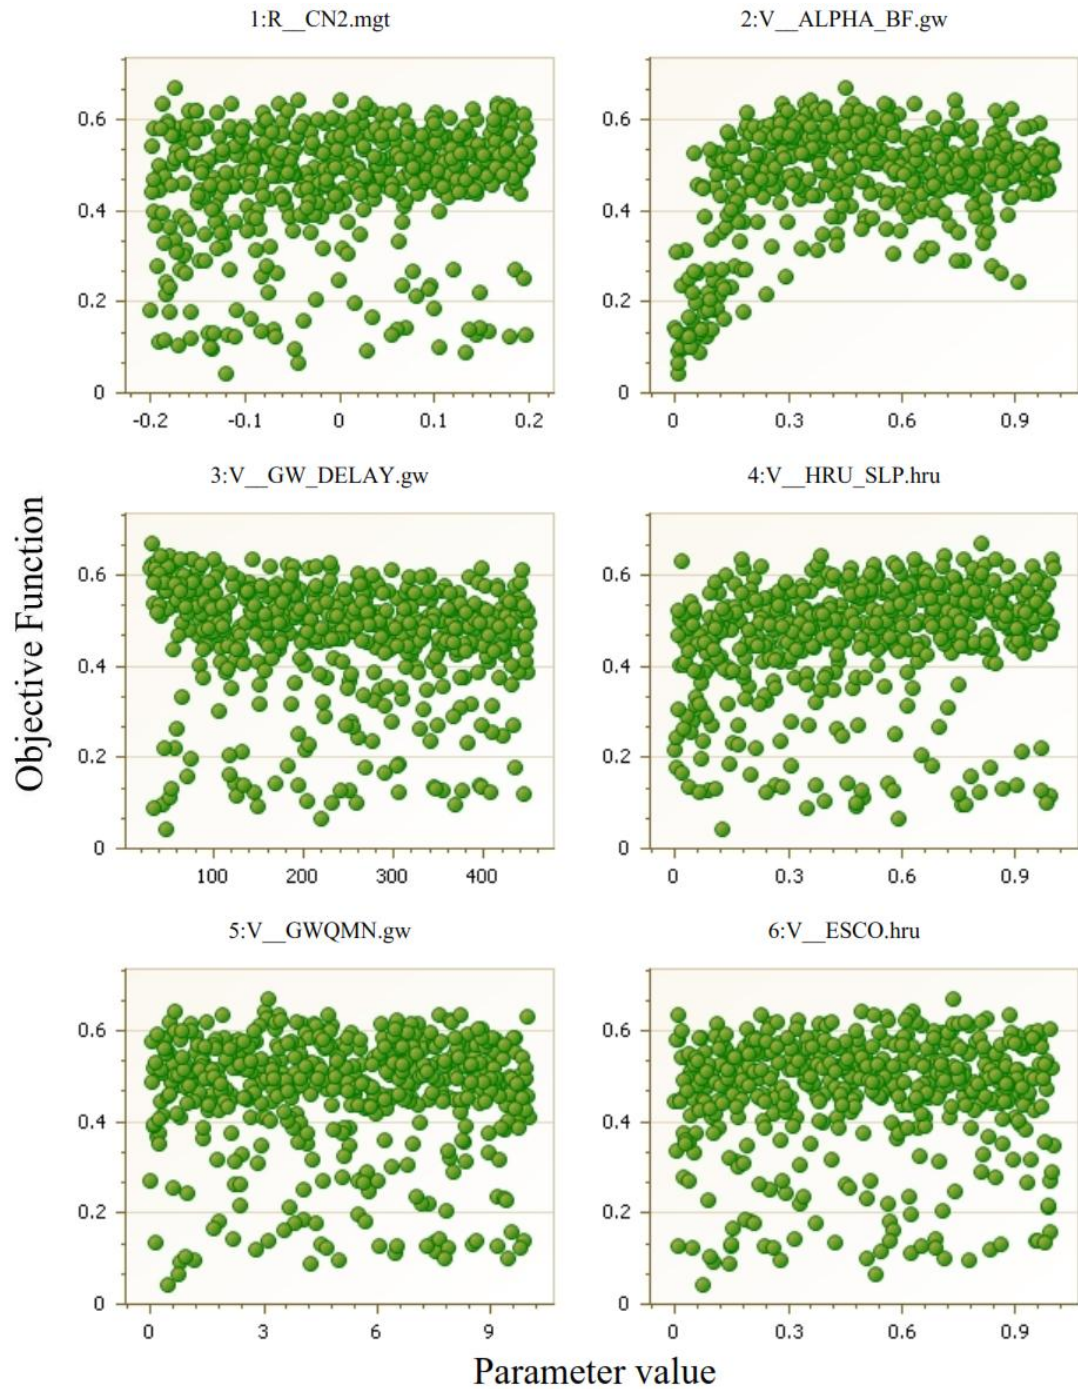 1:R__CN2.mgt
2:V__ALPHA_BF.gw
0.6
0.4
0.2
0
-0.2 -0.1 0 0.1 0.2
0.6
0.4
0.2
0
0 0.3 0.6 0.9
3:V__GW_DELAY.gw
4:V__HRU_SLP.hru
0.6
0.4
0.2
0
100 200 300 400
0.6
0.4
0.2
0
0 0.3 0.6 0.9
Objective Function
5:V__GWQMN.gw
6:V__ESCO.hru
0.6
0.4
0.2
0
0 3 6 9
0.6
0.4
0.2
0
0 0.3 0.6 0.9
Parameter value